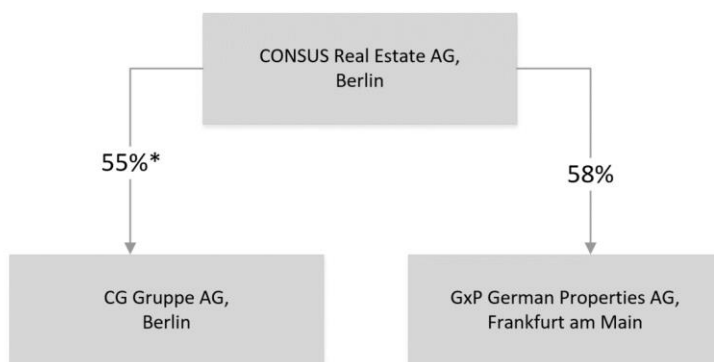 CONSUS Real Estate AG,
Berlin
55%*
58%
CG Gruppe AG,
Berlin
GxP German Properties AG,
Frankfurt am Main